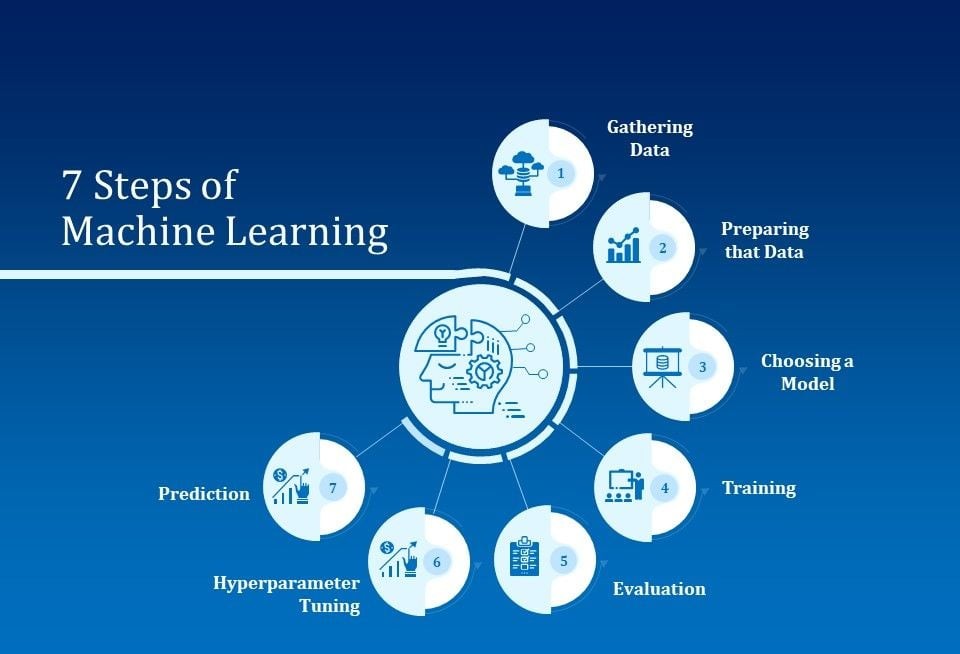 7 Steps of
Machine Learning
1
Gathering
Data
2
Preparing
that Data
3
Choosing a
Model
4
Training
5
Evaluation
6
Hyperparameter
Tuning
7
Prediction